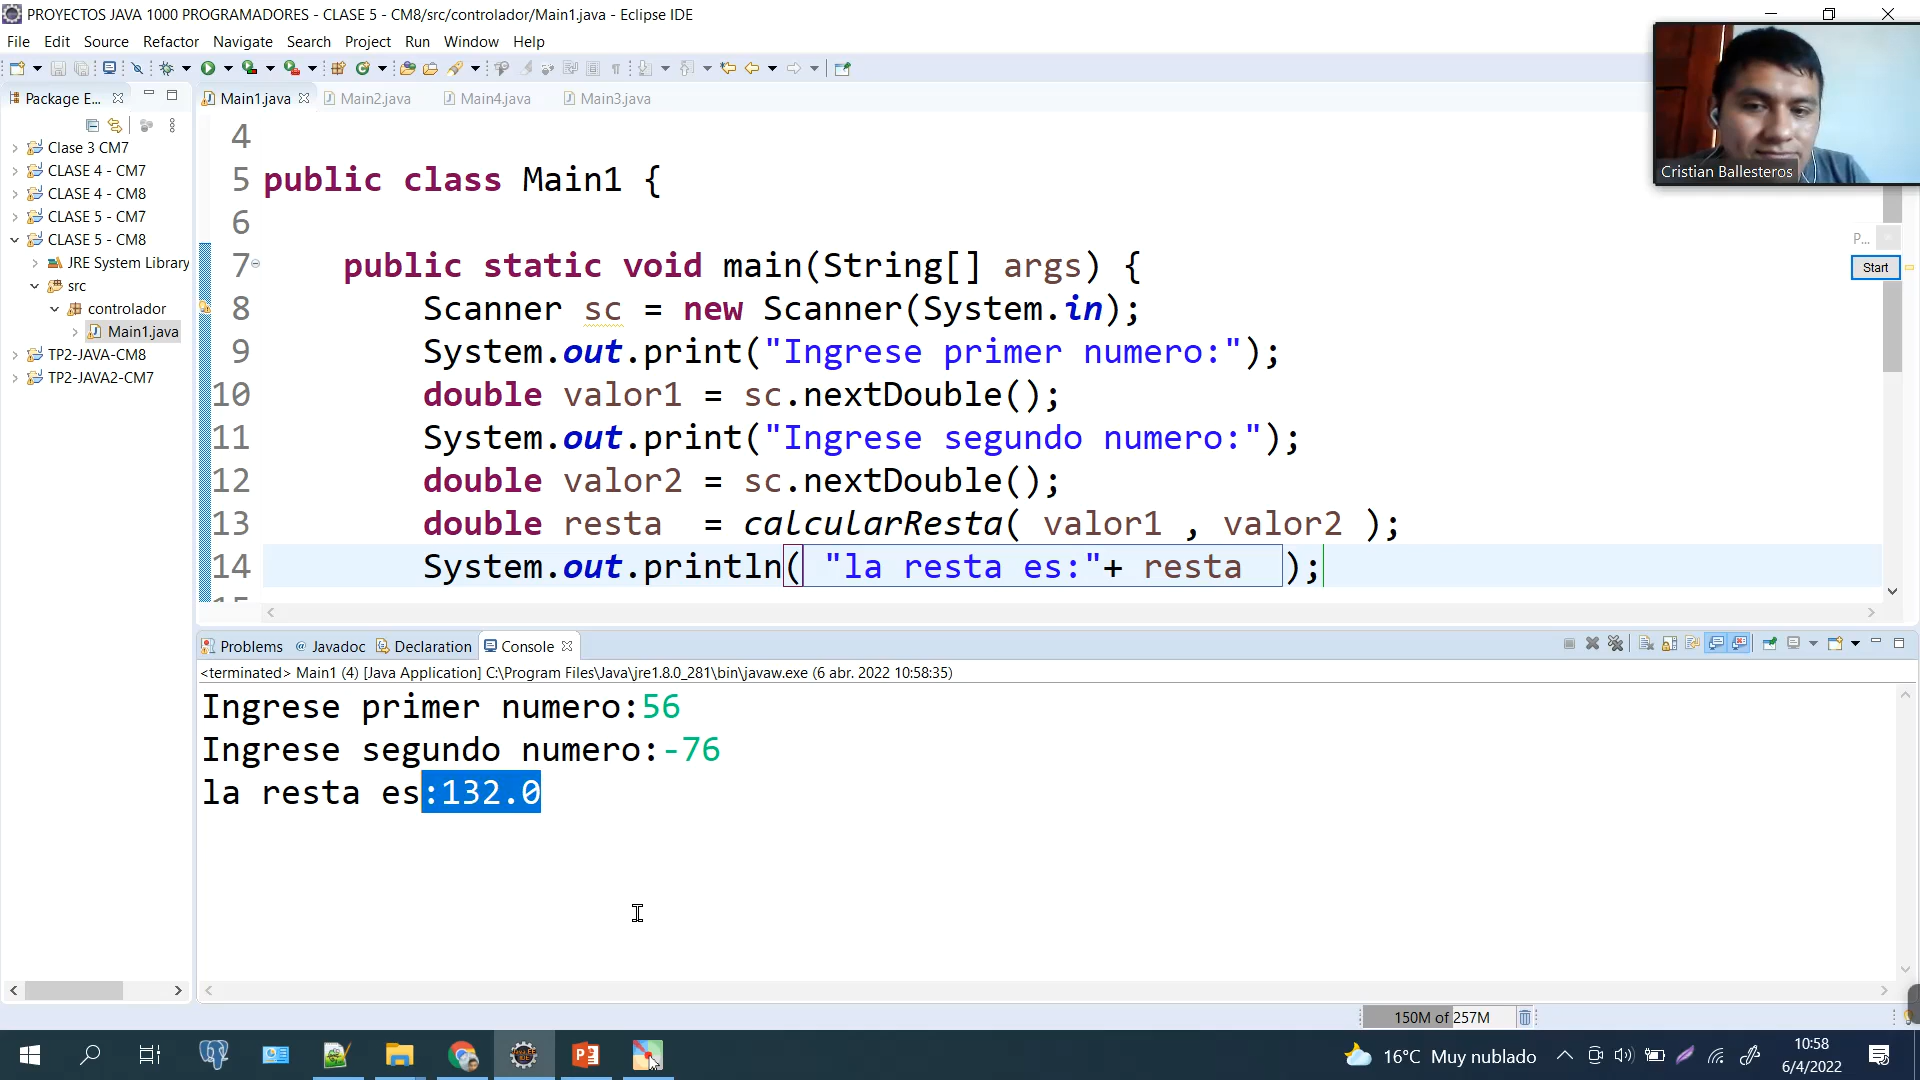 PROYECTOS JAVA 1000 PROGRAMADORES - CLASE 5 - CM8/src/controlador/Main1.java - Eclipse IDE
File Edit Source Refactor Navigate Search Project Run Window Help
Package E...
Main1.java Main2.java Main4.java Main3.java
Cristian Ballesteros
P...
Start
Clase 3 CM7
CLASE 4 - CM7
CLASE 4 - CM8
CLASE 5 - CM7
CLASE 5 - CM8
JRE System Library
src
controlador
Main1.java
TP2-JAVA-CM8
TP2-JAVA2-CM7
4
5 public class Main1 {
6
7 public static void main(String[] args) {
8 Scanner sc = new Scanner(System.in);
9 System.out.print("Ingrese primer numero:");
10 double valor1 = sc.nextDouble();
11 System.out.print("Ingrese segundo numero:");
12 double valor2 = sc.nextDouble();
13 double resta = calcularResta( valor1 , valor2 );
14 System.out.println( "la resta es:"+ resta );
Problems Javadoc Declaration Console
<terminated> Main1 (4) [Java Application] C:\Program Files\Java\jre1.8.0_281\bin\javaw.exe (6 abr. 2022 10:58:35)
Ingrese primer numero:56
Ingrese segundo numero:-76
la resta es:132.0
150M of 257M
16°C Muy nublado
10:58
6/4/2022